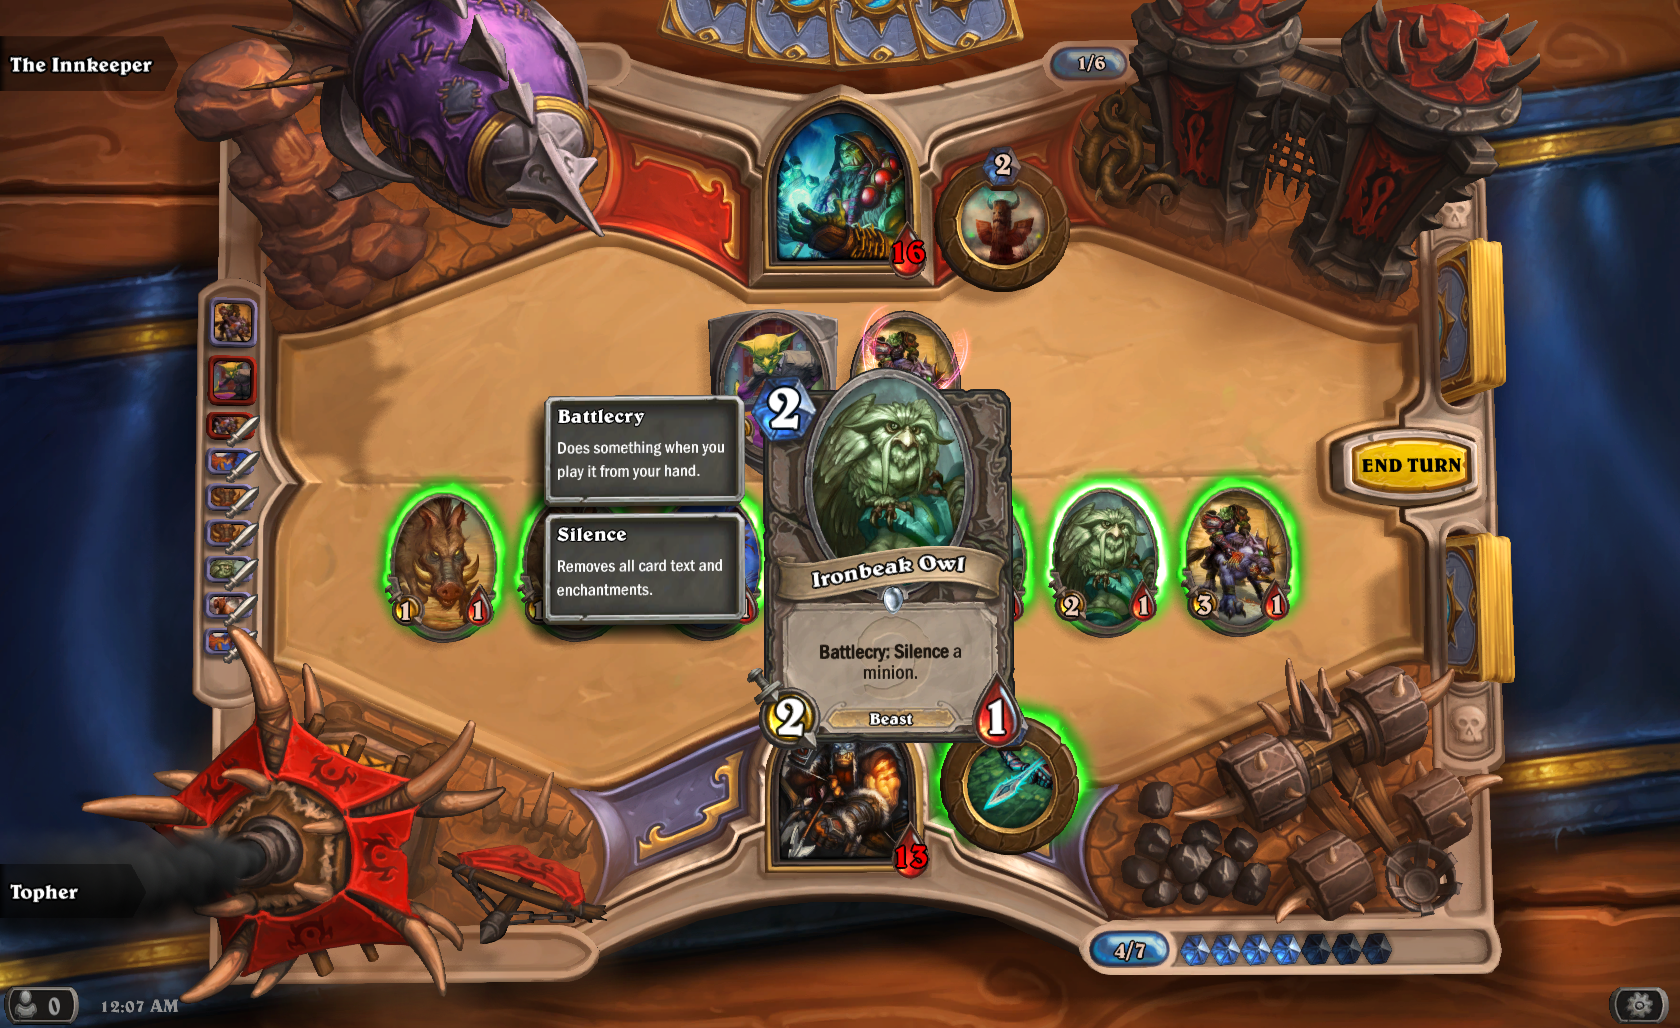 The Innkeeper
1/6
2
16
2
Battlecry
Does something when you
play it from your hand.
END TURN
Silence
Removes all card text and
enchantments.
Ironbeak Owl
1
1
1
2
1
3
1
Battlecry: Silence a
minion.
2
Beast
1
13
Topher
4/7
0
12:07 AM